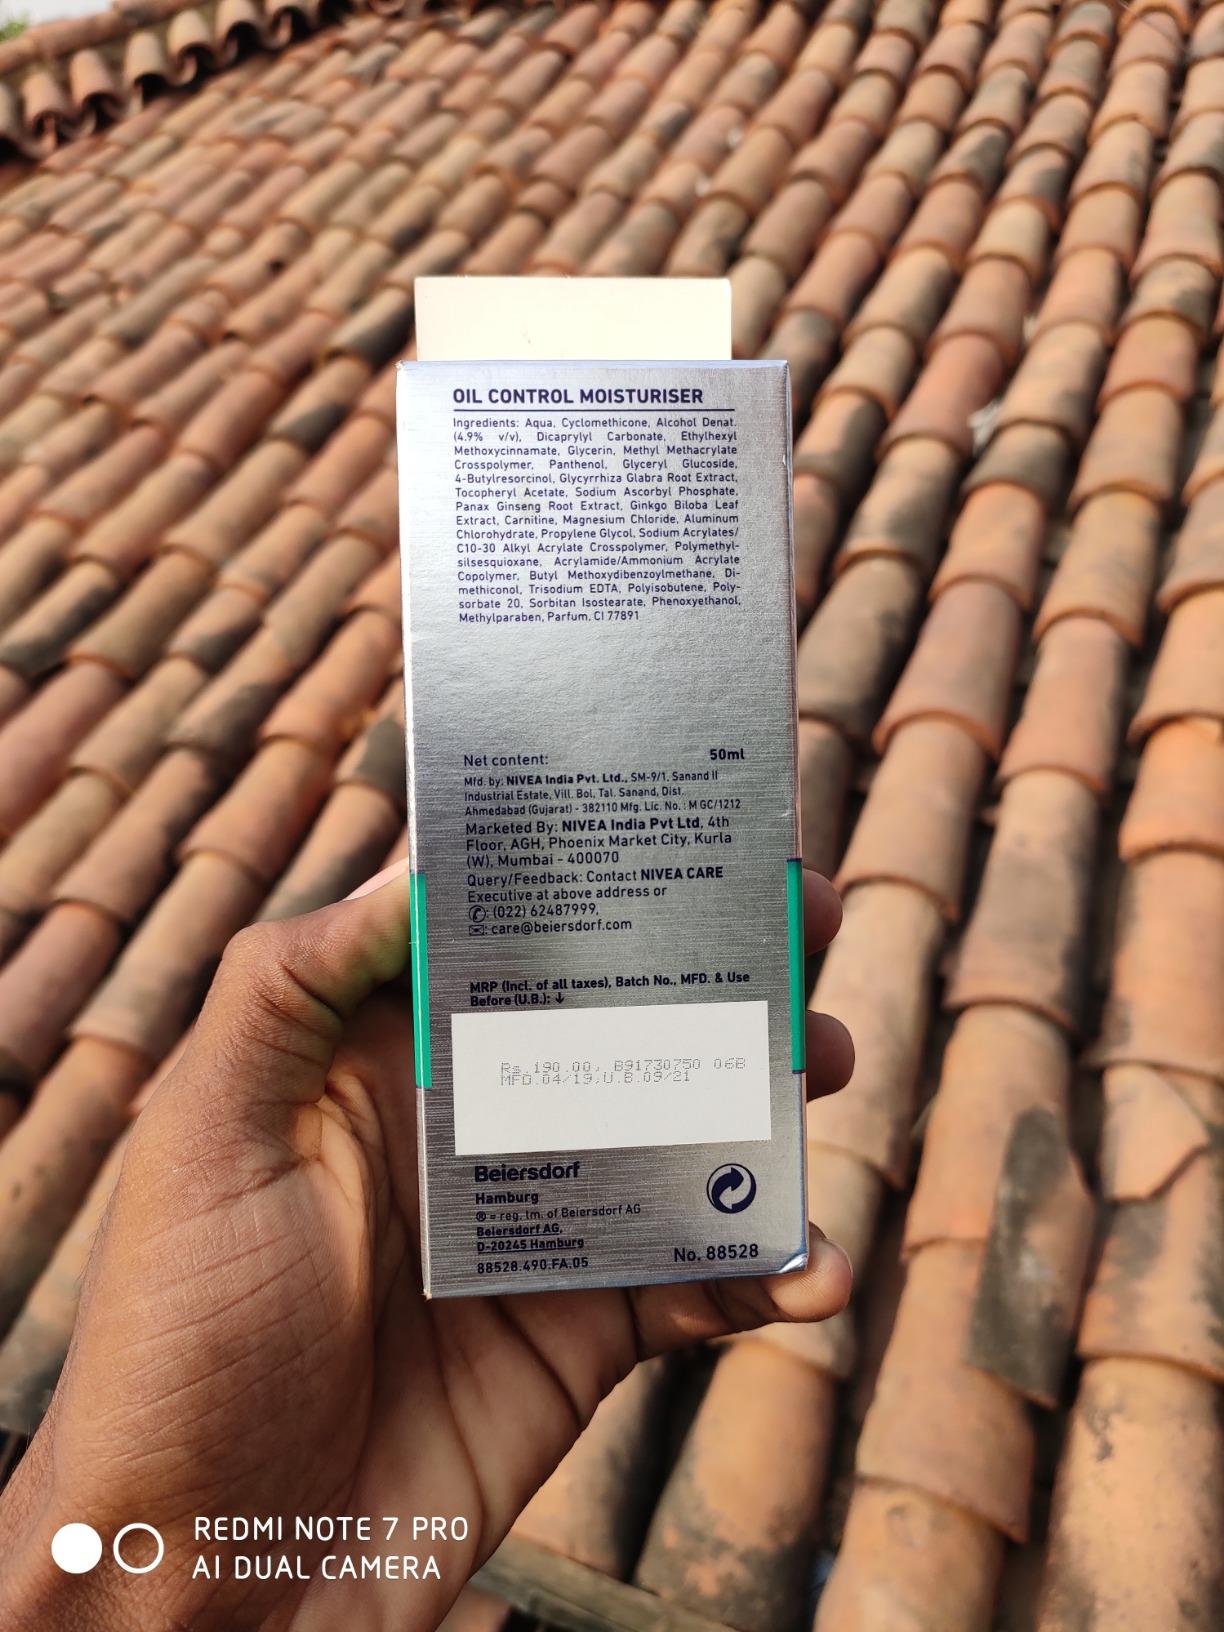 OIL CONTROL MOISTURISER
Ingredients: Aqua, Cyclomethicone, Alcohol Denat.
(4.9% v/v), Dicaprylyl Carbonate, Ethylhexyl
Methoxycinnamate, Glycerin, Methyl Methacrylate
Crosspolymer, Panthenol, Glyceryl Glucoside,
4-Butylresorcinol, Glycyrrhiza Glabra Root Extract,
Tocopheryl Acetate, Sodium Ascorbyl Phosphate,
Panax Ginseng Root Extract, Ginkgo Biloba Leaf
Extract, Carnitine, Magnesium Chloride, Aluminum
Chlorohydrate, Propylene Glycol, Sodium Acrylates/
C10-30 Alkyl Acrylate Crosspolymer, Polymethyl-
silsesquioxane, Acrylamide/Ammonium Acrylate
Copolymer, Butyl Methoxydibenzoylmethane, Di-
methiconol, Trisodium EDTA, Polyisobutene, Poly-
sorbate 20, Sorbitan Isostearate, Phenoxyethanol,
Methylparaben, Parfum, CI 77891
Net content: 50ml
Mfd. by: NIVEA India Pvt. Ltd., SM-9/1, Sanand II
Industrial Estate, Vill. Bol, Tal. Sanand, Dist.
Ahmedabad (Gujarat) - 382110 Mfg. Lic. No. : M GC/1212
Marketed By: NIVEA India Pvt Ltd, 4th
Floor, AGH, Phoenix Market City, Kurla
(W), Mumbai - 400070
Query/Feedback: Contact NIVEA CARE
Executive at above address or
✆: (022) 62487999,
✉: care@beiersdorf.com
MRP (Incl. of all taxes), Batch No., MFD. & Use
Before (U.B.): ↓
Rs.190.00, B91730750 06B
MFD.04/19,U.B.09/21
Beiersdorf
Hamburg
® = reg. tm. of Beiersdorf AG
Beiersdorf AG,
D-20245 Hamburg
88528.490.FA.05
No. 88528
REDMI NOTE 7 PRO
AI DUAL CAMERA